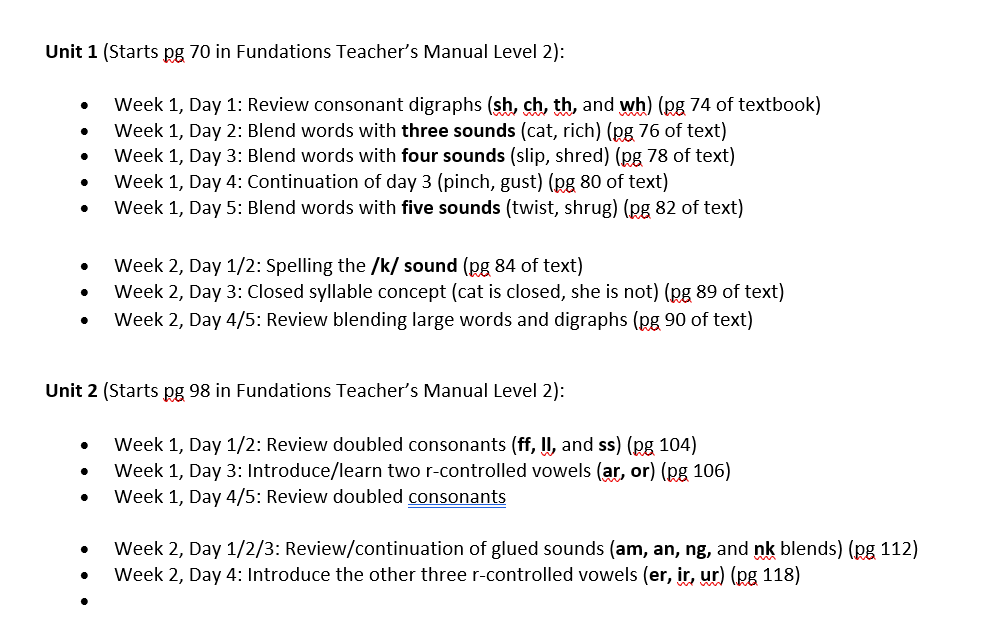 Unit 1 (Starts pg 70 in Fundations Teacher’s Manual Level 2):
• Week 1, Day 1: Review consonant digraphs (sh, ch, th, and wh) (pg 74 of textbook)
• Week 1, Day 2: Blend words with three sounds (cat, rich) (pg 76 of text)
• Week 1, Day 3: Blend words with four sounds (slip, shred) (pg 78 of text)
• Week 1, Day 4: Continuation of day 3 (pinch, gust) (pg 80 of text)
• Week 1, Day 5: Blend words with five sounds (twist, shrug) (pg 82 of text)
• Week 2, Day 1/2: Spelling the /k/ sound (pg 84 of text)
• Week 2, Day 3: Closed syllable concept (cat is closed, she is not) (pg 89 of text)
• Week 2, Day 4/5: Review blending large words and digraphs (pg 90 of text)
Unit 2 (Starts pg 98 in Fundations Teacher’s Manual Level 2):
• Week 1, Day 1/2: Review doubled consonants (ff, ll, and ss) (pg 104)
• Week 1, Day 3: Introduce/learn two r-controlled vowels (ar, or) (pg 106)
• Week 1, Day 4/5: Review doubled consonants
• Week 2, Day 1/2/3: Review/continuation of glued sounds (am, an, ng, and nk blends) (pg 112)
• Week 2, Day 4: Introduce the other three r-controlled vowels (er, ir, ur) (pg 118)
•